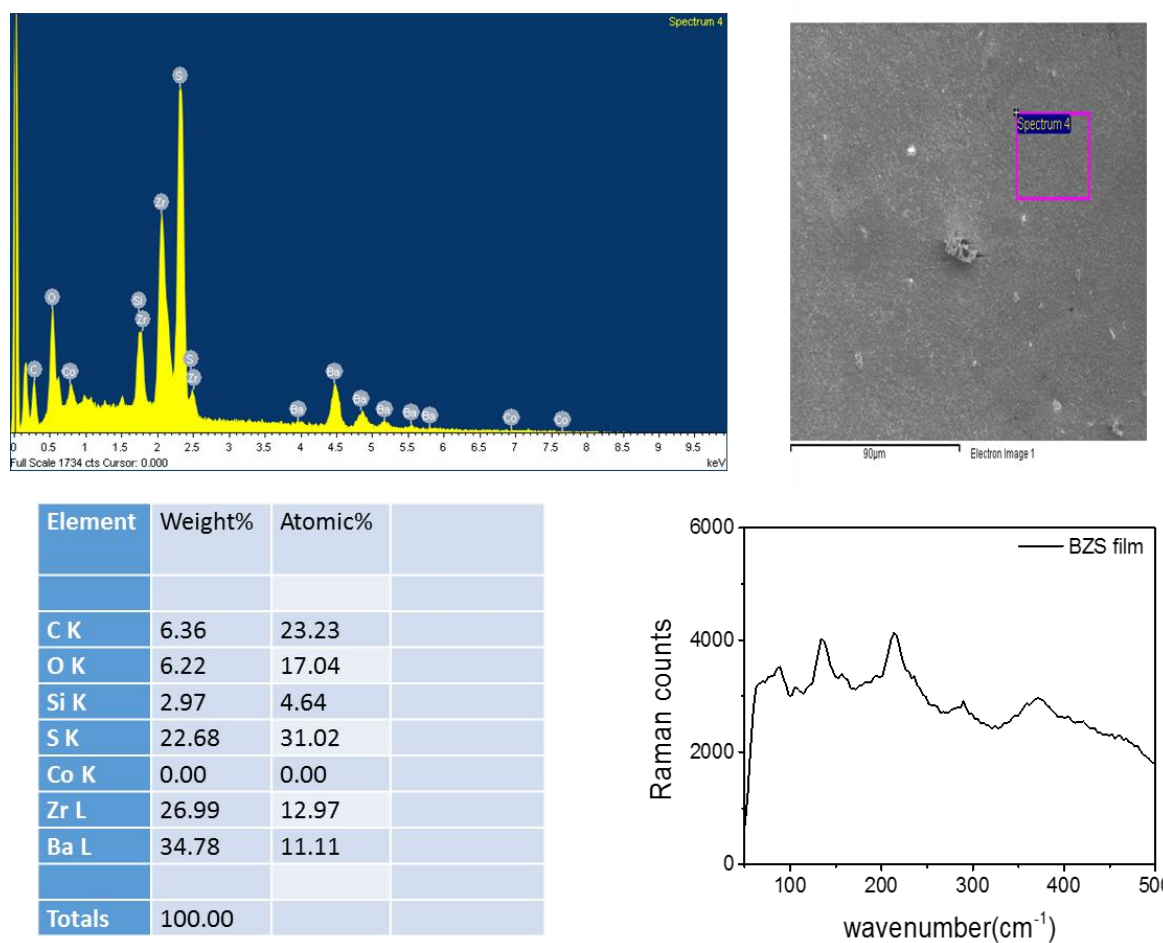 Spectrum 4
S
Zr
O
Si
Zr
C
Co
S
Zr
Ba
Ba
Ba
Ba
Ba
Ba
Co
Co
0 0.5 1 1.5 2 2.5 3 3.5 4 4.5 5 5.5 6 6.5 7 7.5 8 8.5 9 9.5
Full Scale 1734 cts Cursor: 0.000 keV
Spectrum 4
90µm Electron Image 1
Element Weight% Atomic%
C K 6.36 23.23
O K 6.22 17.04
Si K 2.97 4.64
S K 22.68 31.02
Co K 0.00 0.00
Zr L 26.99 12.97
Ba L 34.78 11.11
Totals 100.00
BZS film
6000
4000
2000
0
Raman counts
100 200 300 400 500
wavenumber(cm⁻¹)